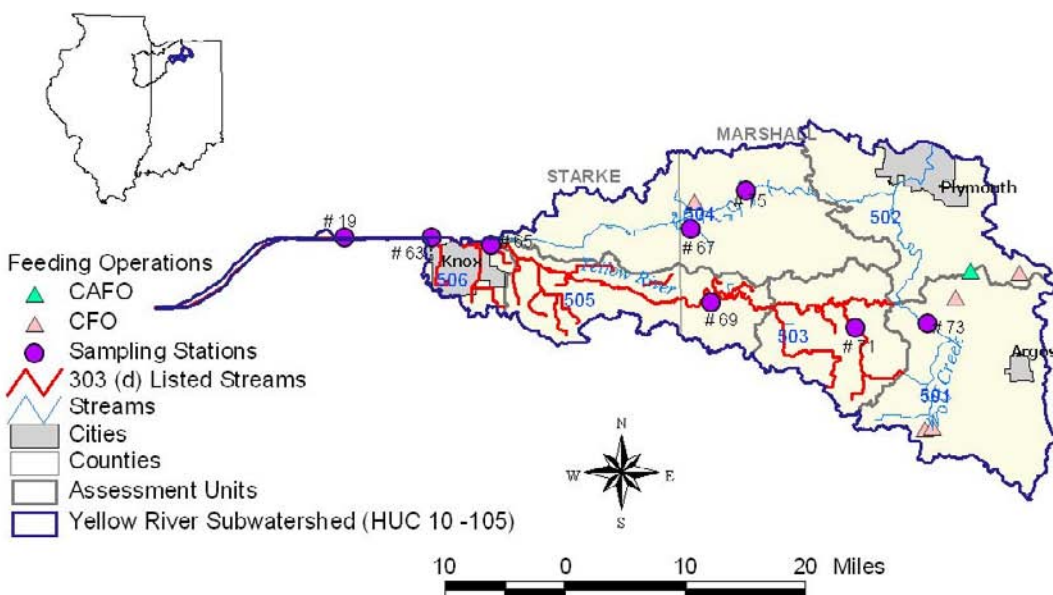 MARSHALL
STARKE
Plymouth
504
# 75
502
# 19
# 63
# 65
# 67
Knox
506
Yellow River
505
# 69
503
# 71
# 73
Argos
501
Creek
Feeding Operations
CAFO
CFO
Sampling Stations
303 (d) Listed Streams
Streams
Cities
Counties
Assessment Units
Yellow River Subwatershed (HUC 10 -105)
N
W
E
S
10 0 10 20 Miles